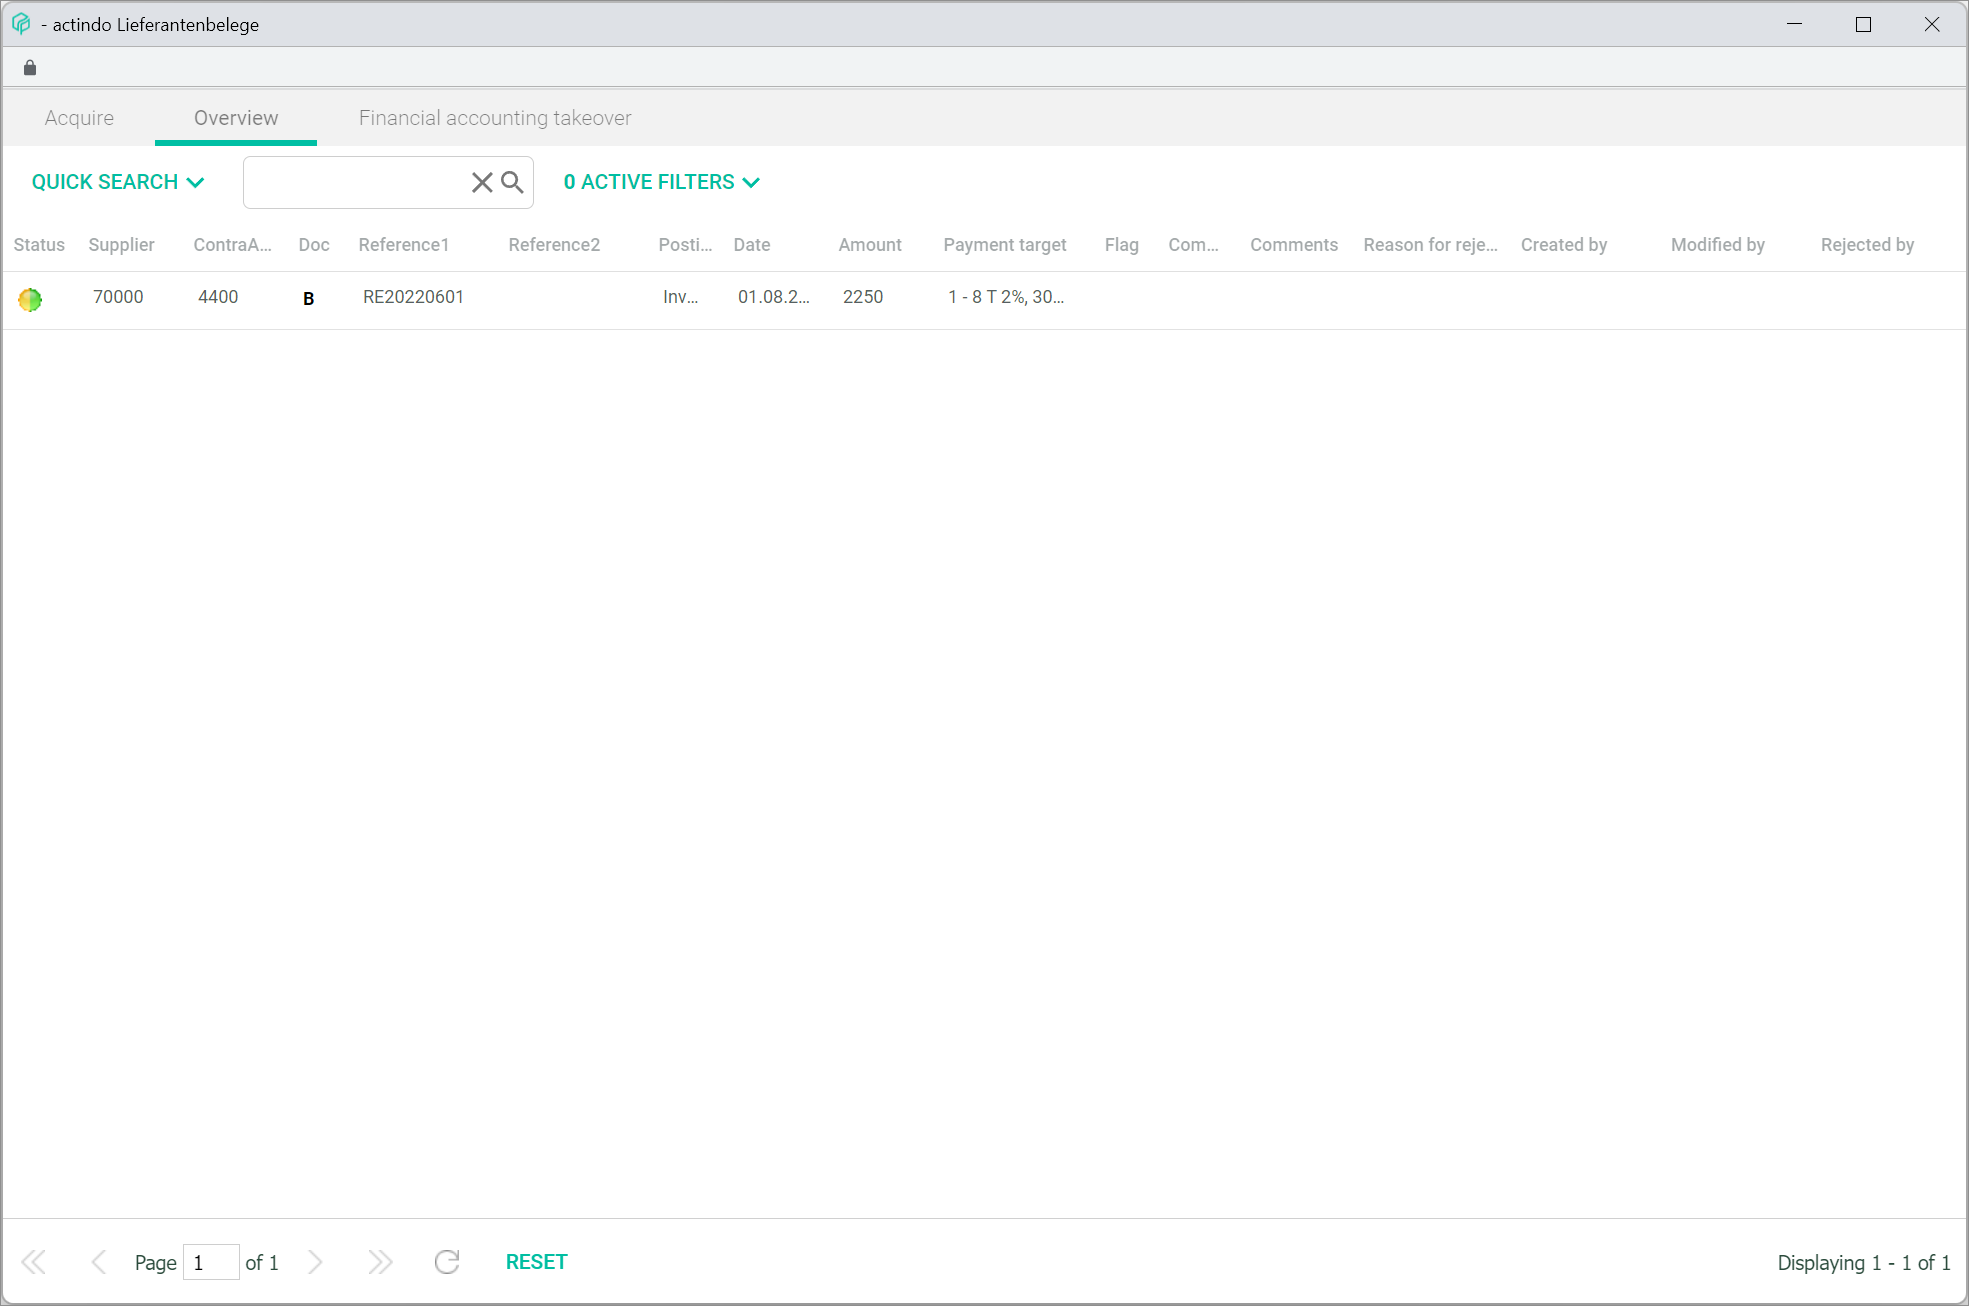 - actindo Lieferantenbelege
Acquire Overview Financial accounting takeover
QUICK SEARCH 0 ACTIVE FILTERS
Status Supplier ContraA... Doc Reference1 Reference2 Posti... Date Amount Payment target Flag Com... Comments Reason for reje... Created by Modified by Rejected by
70000 4400 B RE20220601 Inv... 01.08.2... 2250 1 - 8 T 2%, 30...
Page 1 of 1 RESET Displaying 1 - 1 of 1